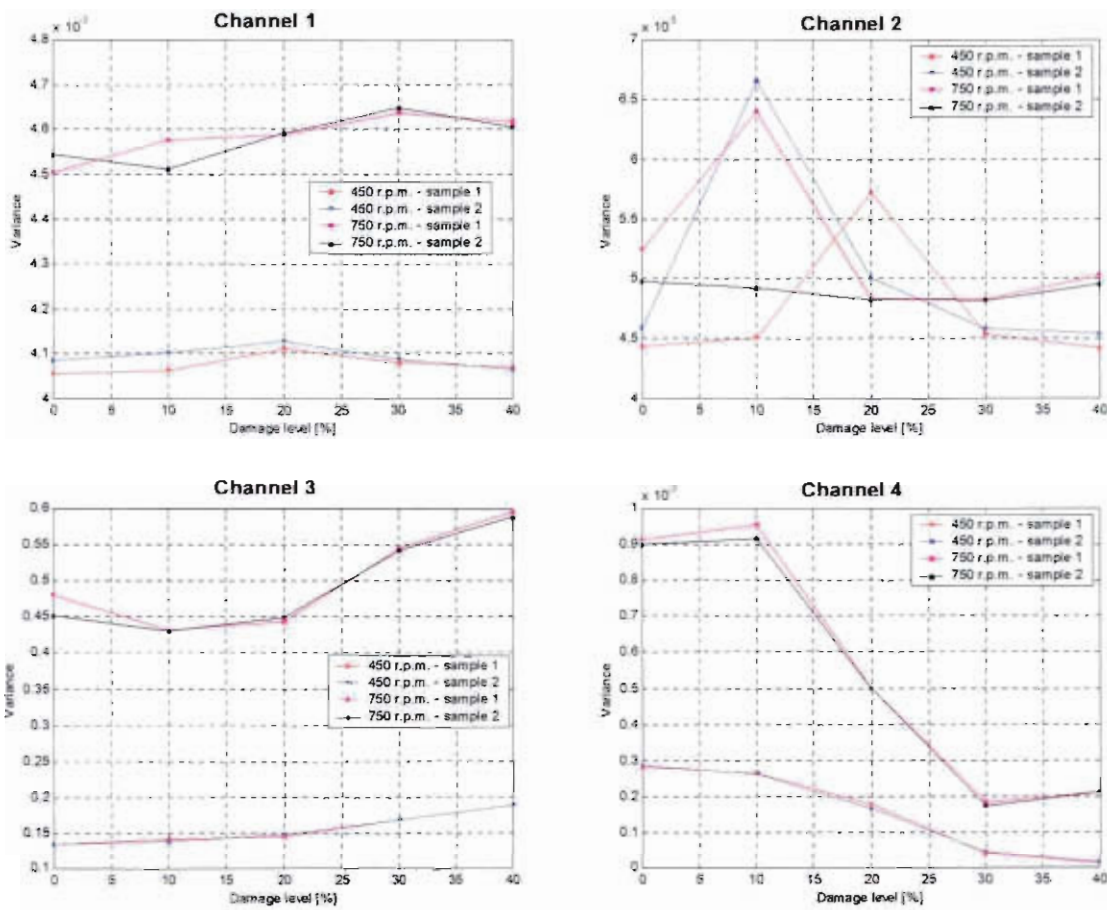 Channel 1
4.8
4.7
4.6
4.5
4.4
4.3
4.2
4.1
4
Variance
0 5 10 15 20 25 30 35 40
Damage level [%]
450 r.p.m. - sample 1
450 r.p.m. - sample 2
750 r.p.m. - sample 1
750 r.p.m. - sample 2
Channel 2
7
6.5
6
5.5
5
4.5
4
Variance
0 5 10 15 20 25 30 35 40
Damage level [%]
450 r.p.m. - sample 1
450 r.p.m. - sample 2
750 r.p.m. - sample 1
750 r.p.m. - sample 2
Channel 3
0.6
0.55
0.5
0.45
0.4
0.35
0.3
0.25
0.2
0.15
0.1
Variance
0 5 10 15 20 25 30 35 40
Damage level [%]
450 r.p.m. - sample 1
450 r.p.m. - sample 2
750 r.p.m. - sample 1
750 r.p.m. - sample 2
Channel 4
1
0.9
0.8
0.7
0.6
0.5
0.4
0.3
0.2
0.1
0
Variance
0 5 10 15 20 25 30 35 40
Damage level [%]
450 r.p.m. - sample 1
450 r.p.m. - sample 2
750 r.p.m. - sample 1
750 r.p.m. - sample 2